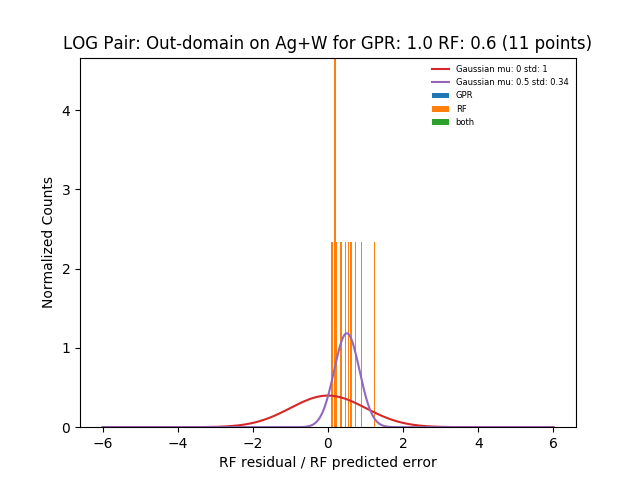 LOG Pair: Out-domain on Ag+W for GPR: 1.0 RF: 0.6 (11 points)
Gaussian mu: 0 std: 1
Gaussian mu: 0.5 std: 0.34
GPR
RF
both
Normalized Counts
4
3
2
1
0
−6
−4
−2
0
2
4
6
RF residual / RF predicted error